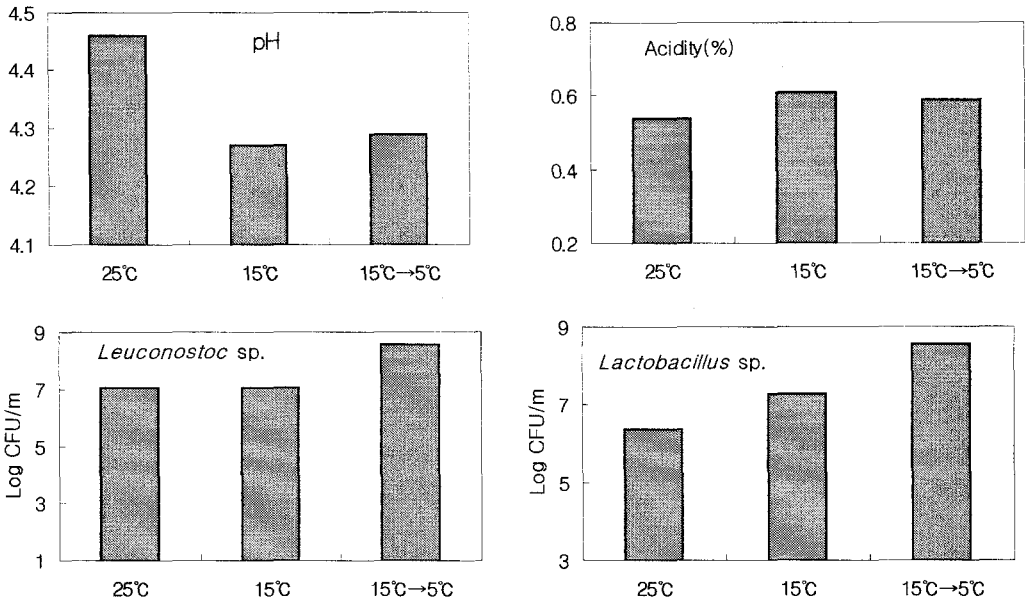 pH
4.5
4.4
4.3
4.2
4.1
25℃ 15℃ 15℃→5℃
Acidity(%)
0.8
0.6
0.4
0.2
25℃ 15℃ 15℃→5℃
Leuconostoc sp.
Log CFU/m
9
7
5
3
1
25℃ 15℃ 15℃→5℃
Lactobacillus sp.
Log CFU/m
9
7
5
3
25℃ 15℃ 15℃→5℃